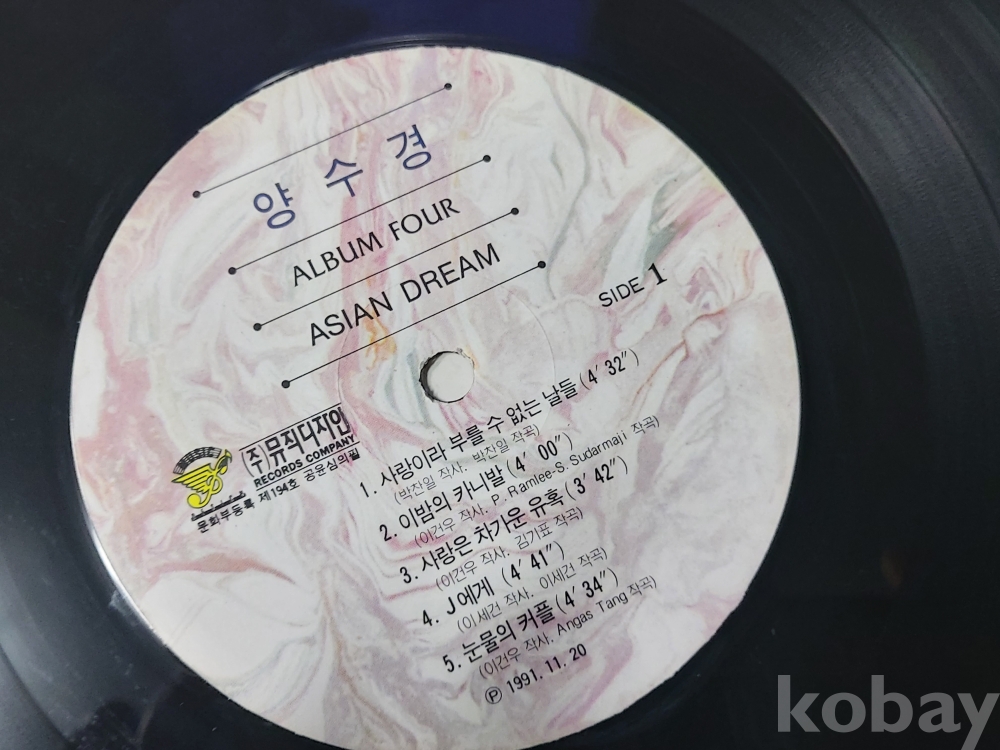 양수경
ALBUM FOUR
ASIAN DREAM
SIDE 1
(주)뮤직디자인
RECORDS COMPANY
문화부등록 제194호 공윤심의필
1. 사랑이라 부를 수 없는 날들 (4′ 32″)
(박찬일 작사. 박진일 작곡)
2. 이밤의 카니발 (4′ 00″)
(이건우 작사. P. Ramlee-S. Sudarmaji 작곡)
3. 사랑은 차가운 유혹 (3′ 42″)
(이건우 작사. 김기표 작곡)
4. J에게 (4′ 41″)
(이세건 작사. 이세건 작곡)
5. 눈물의 커플 (4′ 34″)
(이건우 작사. Angas Tang 작곡)
Ⓟ 1991. 11. 20
kobay